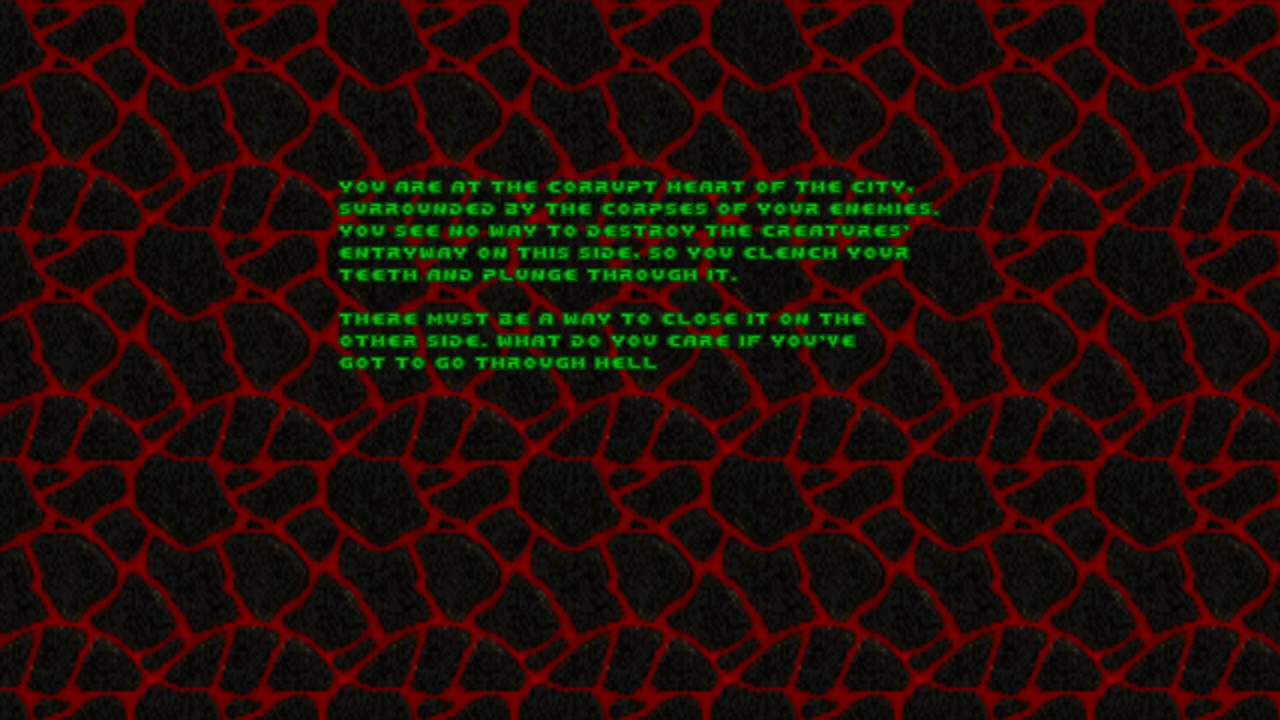 YOU ARE AT THE CORRUPT HEART OF THE CITY,
SURROUNDED BY THE CORPSES OF YOUR ENEMIES.
YOU SEE NO WAY TO DESTROY THE CREATURES'
ENTRYWAY ON THIS SIDE, SO YOU CLENCH YOUR
TEETH AND PLUNGE THROUGH IT.
THERE MUST BE A WAY TO CLOSE IT ON THE
OTHER SIDE. WHAT DO YOU CARE IF YOU'VE
GOT TO GO THROUGH HELL